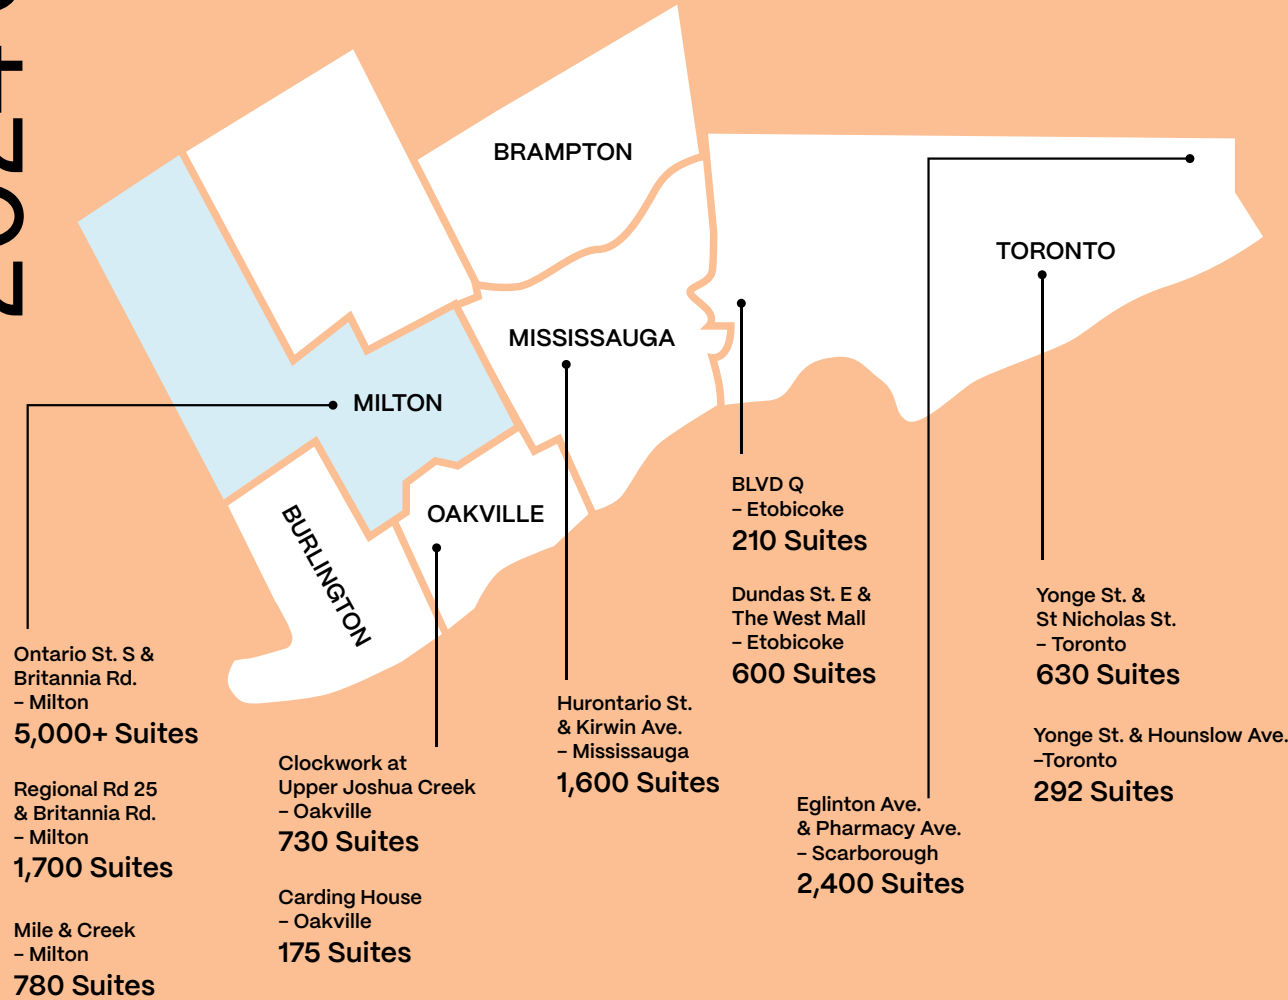 BRAMPTON
TORONTO
MISSISSAUGA
MILTON
OAKVILLE
BURLINGTON
Ontario St. S &
Britannia Rd.
– Milton
5,000+ Suites
Regional Rd 25
& Britannia Rd.
– Milton
1,700 Suites
Mile & Creek
– Milton
780 Suites
Clockwork at
Upper Joshua Creek
– Oakville
730 Suites
Carding House
– Oakville
175 Suites
Hurontario St.
& Kirwin Ave.
– Mississauga
1,600 Suites
BLVD Q
– Etobicoke
210 Suites
Dundas St. E &
The West Mall
– Etobicoke
600 Suites
Eglinton Ave.
& Pharmacy Ave.
– Scarborough
2,400 Suites
Yonge St. &
St Nicholas St.
– Toronto
630 Suites
Yonge St. & Hounslow Ave.
–Toronto
292 Suites